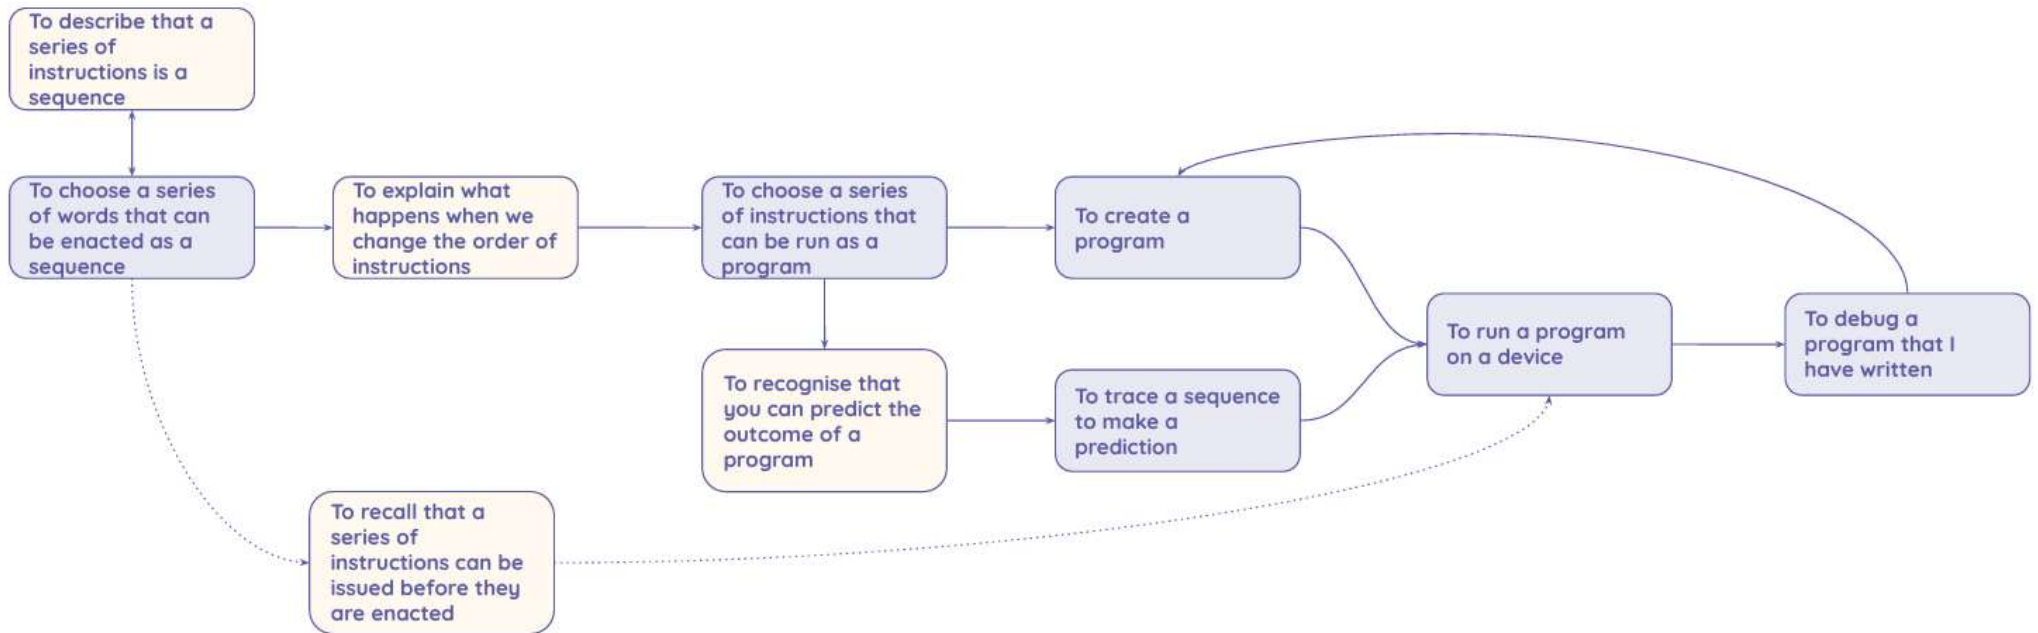 To describe that a
series of
instructions is a
sequence
To choose a series
of words that can
be enacted as a
sequence
To explain what
happens when we
change the order of
instructions
To choose a series
of instructions that
can be run as a
program
To create a
program
To recognise that
you can predict the
outcome of a
program
To trace a sequence
to make a
prediction
To run a program
on a device
To debug a
program that I
have written
To recall that a
series of
instructions can be
issued before they
are enacted